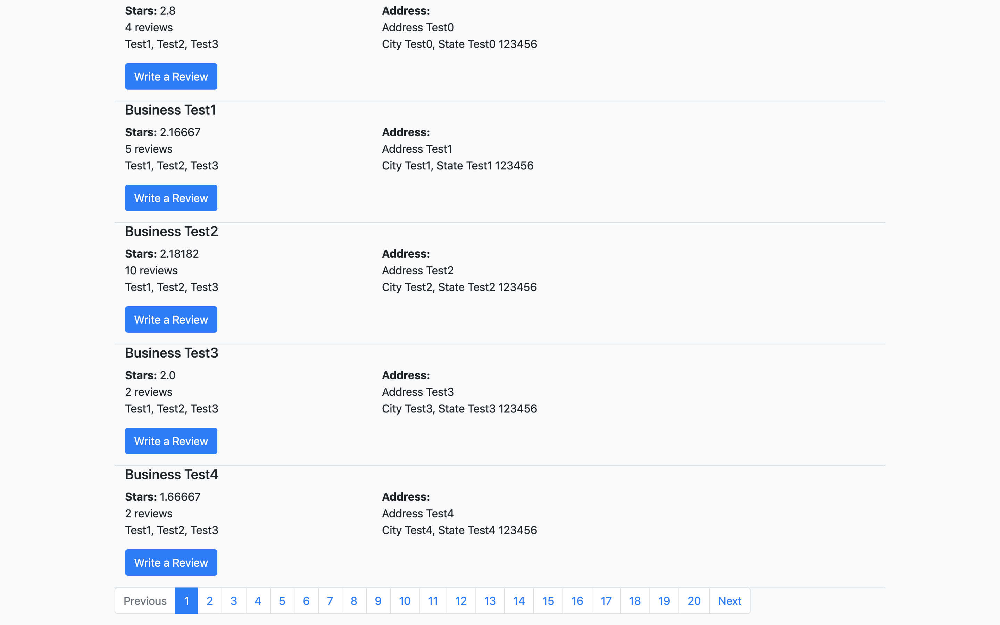 Stars: 2.8
4 reviews
Test1, Test2, Test3
Address:
Address Test0
City Test0, State Test0 123456
Write a Review
Business Test1
Stars: 2.16667
5 reviews
Test1, Test2, Test3
Address:
Address Test1
City Test1, State Test1 123456
Write a Review
Business Test2
Stars: 2.18182
10 reviews
Test1, Test2, Test3
Address:
Address Test2
City Test2, State Test2 123456
Write a Review
Business Test3
Stars: 2.0
2 reviews
Test1, Test2, Test3
Address:
Address Test3
City Test3, State Test3 123456
Write a Review
Business Test4
Stars: 1.66667
2 reviews
Test1, Test2, Test3
Address:
Address Test4
City Test4, State Test4 123456
Write a Review
Previous 1 2 3 4 5 6 7 8 9 10 11 12 13 14 15 16 17 18 19 20 Next